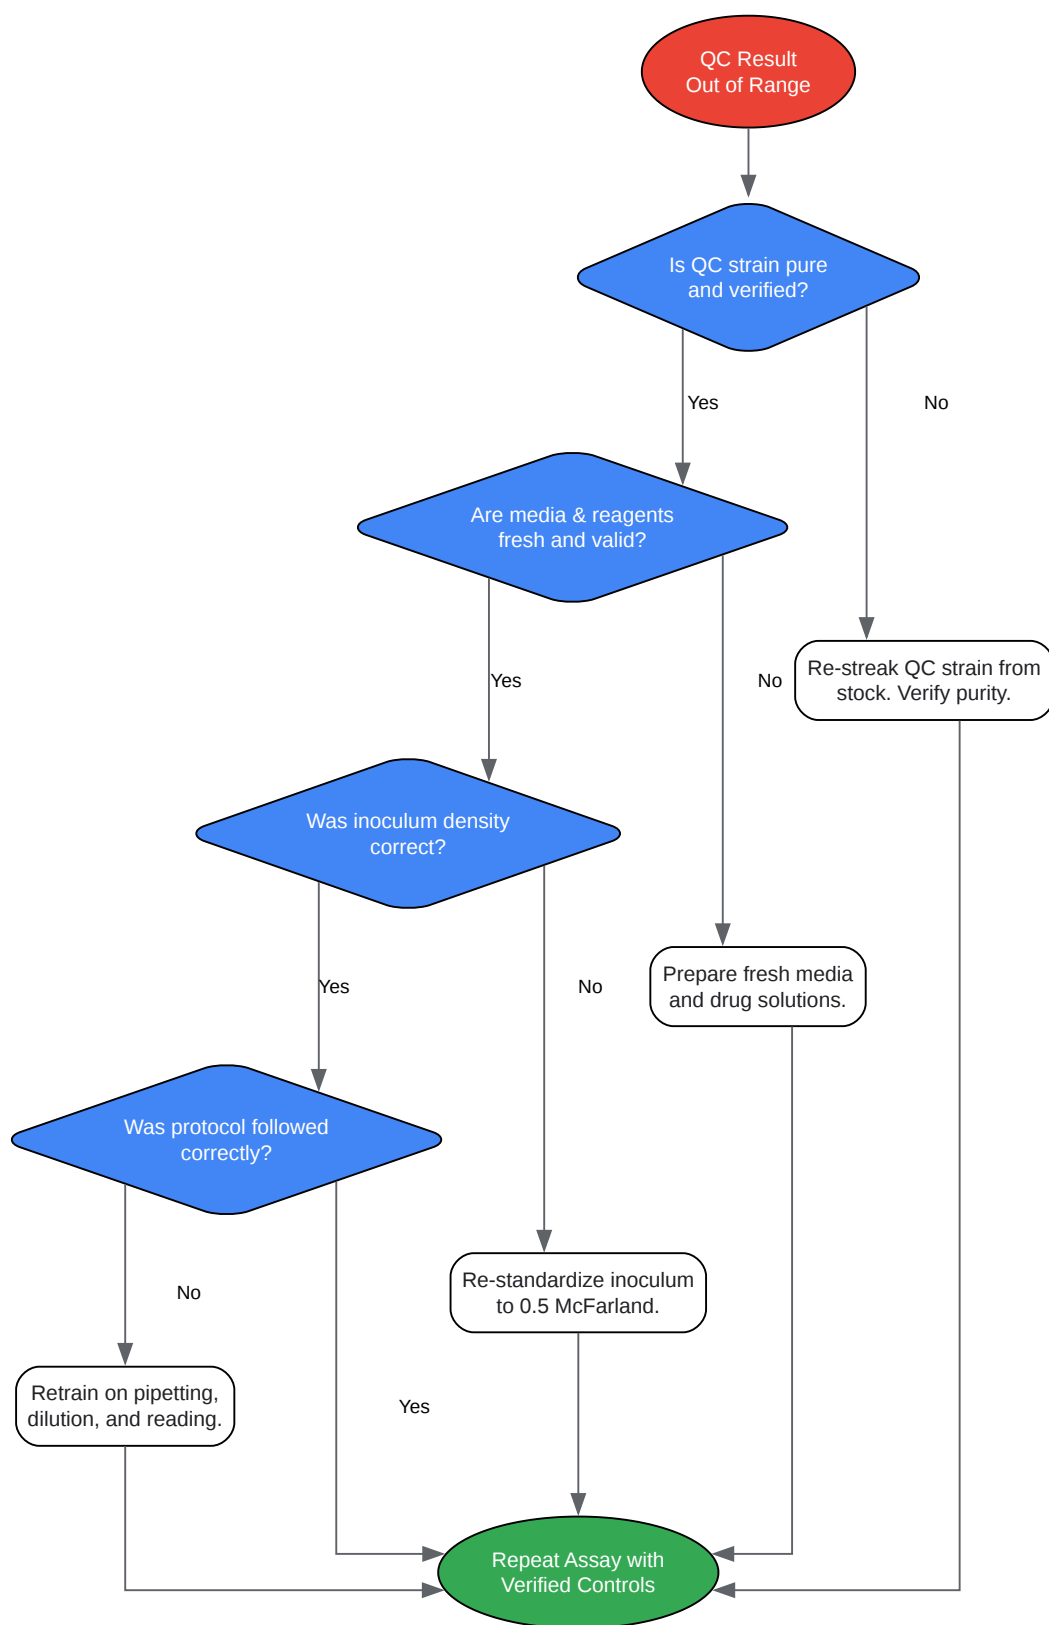 QC Result
Out of Range
Is QC strain pure
and verified?
Yes
No
Are media & reagents
fresh and valid?
Yes
No
Re-streak QC strain from
stock. Verify purity.
Was inoculum density
correct?
Yes
No
Prepare fresh media
and drug solutions.
Was protocol followed
correctly?
No
Yes
Re-standardize inoculum
to 0.5 McFarland.
Retrain on pipetting,
dilution, and reading.
Repeat Assay with
Verified Controls